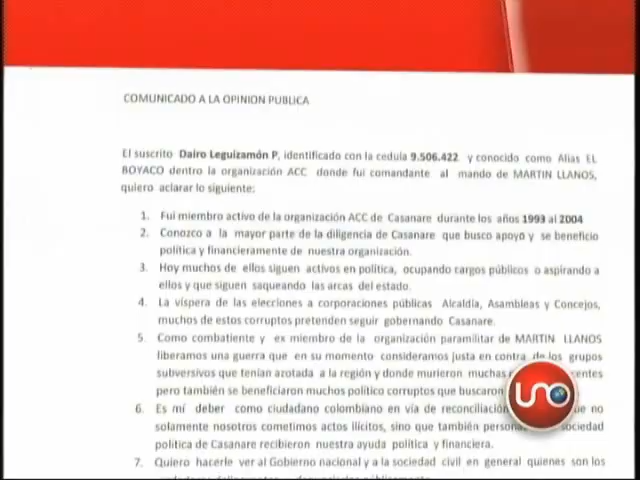 COMUNICADO A LA OPINION PUBLICA
El suscrito Dairo Leguizamón P, identificado con la cedula 9.506.422 y conocido como Alias EL
BOYACO dentro la organización ACC donde fui comandante al mando de MARTIN LLANOS,
quiero aclarar lo siguiente:
1. Fui miembro activo de la organización ACC de Casanare durante los años 1993 al 2004
2. Conozco a la mayor parte de la diligencia de Casanare que busco apoyo y se beneficio
política y financieramente de nuestra organización.
3. Hoy muchos de ellos siguen activos en política, ocupando cargos públicos o aspirando a
ellos y que siguen saqueando las arcas del estado.
4. La víspera de las elecciones a corporaciones públicas Alcaldía, Asambleas y Concejos,
muchos de estos corruptos pretenden seguir gobernando Casanare.
5. Como combatiente y ex miembro de la organización paramilitar de MARTIN LLANOS
liberamos una guerra que en su momento consideramos justa en contra de los grupos
subversivos que tenían azotada a la región y donde murieron muchas
pero también se beneficiaron muchos político corruptos que buscaron
6. Es mí deber como ciudadano colombiano en vía de reconciliación no
solamente nosotros cometimos actos ilícitos, sino que también sociedad
política de Casanare recibieron nuestra ayuda política y financiera.
7. Quiero hacerle ver al Gobierno nacional y a la sociedad civil en general quienes son los
UNO